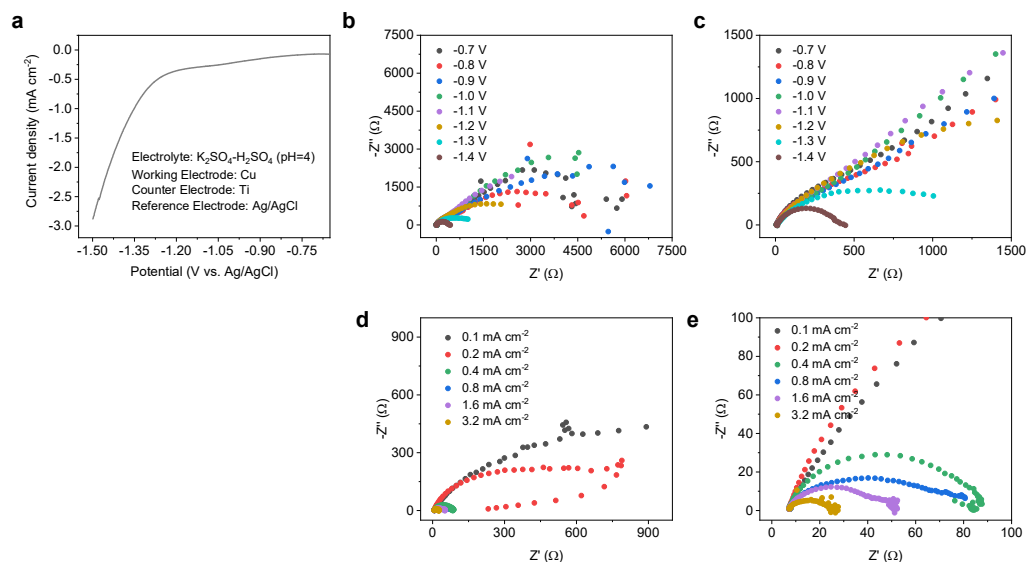 a
Current density (mA cm⁻²)
0.0
-0.5
-1.0
-1.5
-2.0
-2.5
-3.0
Electrolyte: K₂SO₄-H₂SO₄ (pH=4)
Working Electrode: Cu
Counter Electrode: Ti
Reference Electrode: Ag/AgCl
-1.50 -1.25 -1.00 -0.75
Potential (V vs. Ag/AgCl)
b
-Z'' (Ω)
7500
6000
4500
3000
1500
0
-0.7 V
-0.8 V
-0.9 V
-1.0 V
-1.1 V
-1.2 V
-1.3 V
-1.4 V
0 1500 3000 4500 6000 7500
Z' (Ω)
c
-Z'' (Ω)
1500
1000
500
0
-0.7 V
-0.8 V
-0.9 V
-1.0 V
-1.1 V
-1.2 V
-1.3 V
-1.4 V
0 500 1000 1500
Z' (Ω)
d
-Z'' (Ω)
900
600
300
0
0.1 mA cm⁻²
0.2 mA cm⁻²
0.4 mA cm⁻²
0.8 mA cm⁻²
1.6 mA cm⁻²
3.2 mA cm⁻²
0 300 600 900
Z' (Ω)
e
-Z'' (Ω)
100
80
60
40
20
0
0.1 mA cm⁻²
0.2 mA cm⁻²
0.4 mA cm⁻²
0.8 mA cm⁻²
1.6 mA cm⁻²
3.2 mA cm⁻²
0 20 40 60 80 100
Z' (Ω)